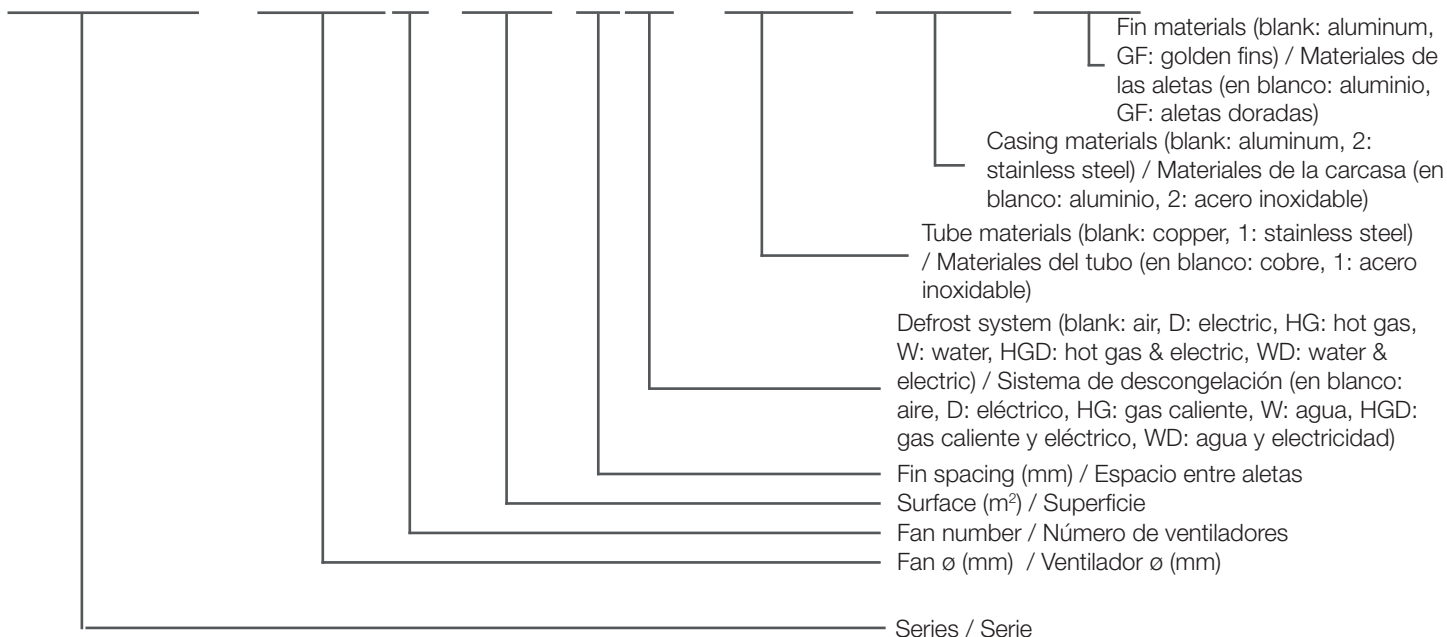 Fin materials (blank: aluminum,
GF: golden fins) / Materiales de
las aletas (en blanco: aluminio,
GF: aletas doradas)
Casing materials (blank: aluminum, 2:
stainless steel) / Materiales de la carcasa (en
blanco: aluminio, 2: acero inoxidable)
Tube materials (blank: copper, 1: stainless steel)
/ Materiales del tubo (en blanco: cobre, 1: acero
inoxidable)
Defrost system (blank: air, D: electric, HG: hot gas,
W: water, HGD: hot gas & electric, WD: water &
electric) / Sistema de descongelación (en blanco:
aire, D: eléctrico, HG: gas caliente, W: agua, HGD:
gas caliente y eléctrico, WD: agua y electricidad)
Fin spacing (mm) / Espacio entre aletas
Surface (m²) / Superficie
Fan number / Número de ventiladores
Fan ø (mm) / Ventilador ø (mm)
Series / Serie